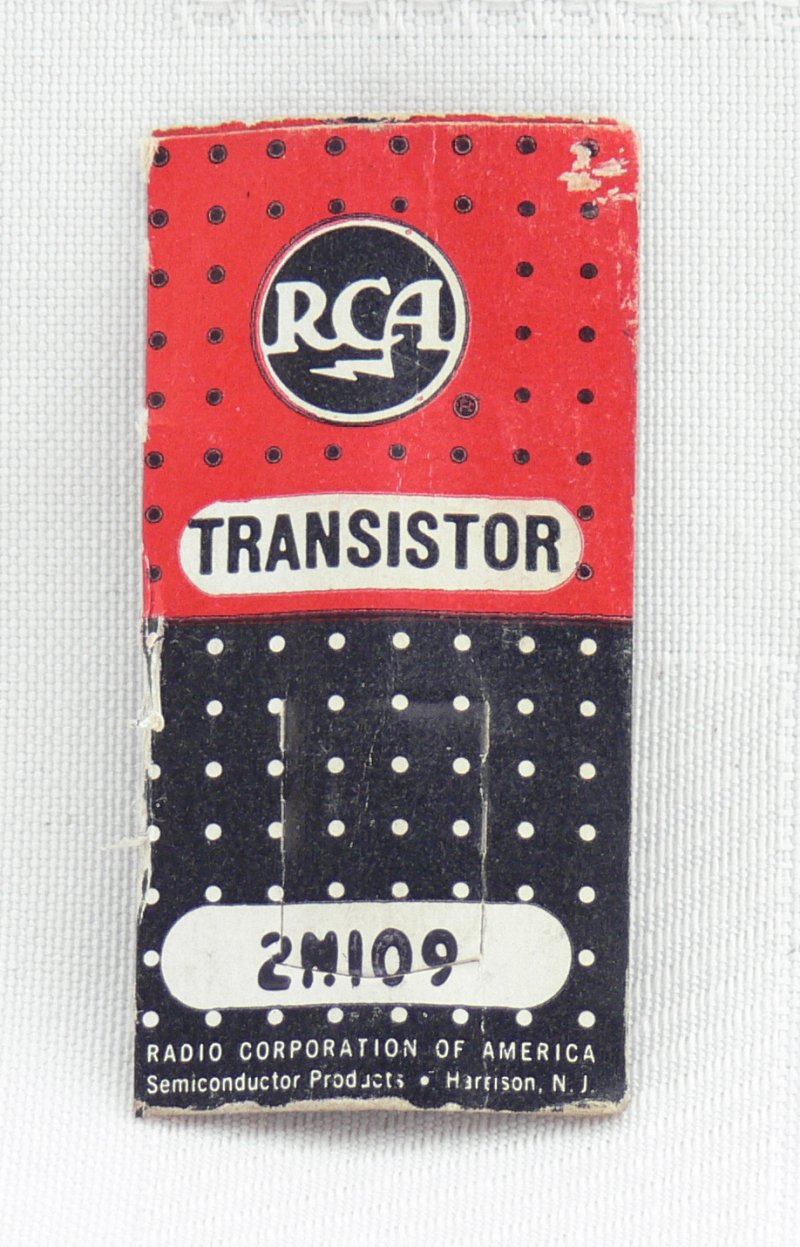 RCA
TRANSISTOR
2N109
RADIO CORPORATION OF AMERICA
Semiconductor Products • Harrison, N. J.